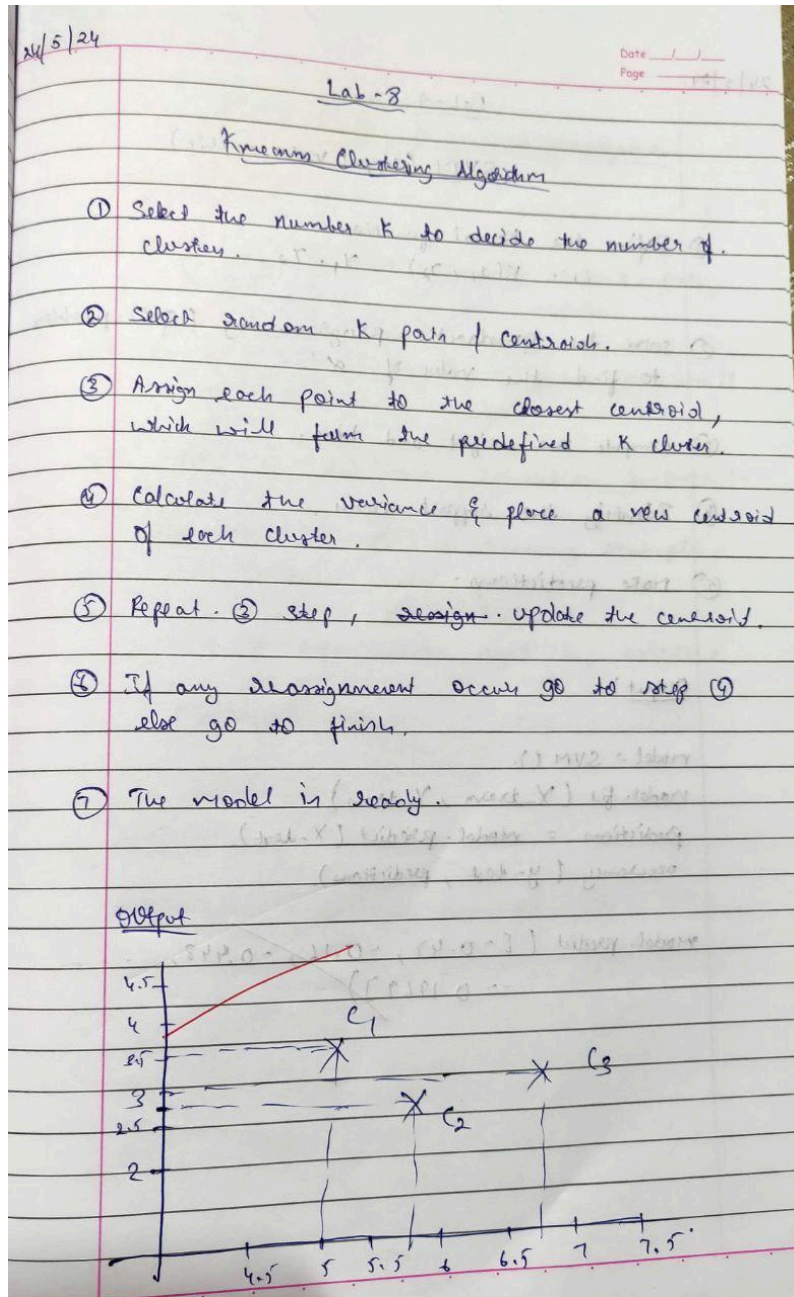 24/5/24
Date __/__/__
Page
Lab-8
Kmeans Clustering Algorithm
① Select the number K to decide the number of.
clusters.
② Select random K
centroids.
③ Assign each point to the closest centroid,
which will form the predefined K cluster.
④ Calculate the variance & place a new centroid
of each cluster.
⑤ Repeat. ③ step, reassign. update the centroid.
⑥ If any reassignment occurs go to step ④
else go to finish.
⑦ The model is ready.
Output
4.5
4
C1
3.5
C3
3
C2
2.5
2
4.5 5 5.5 6 6.5 7 7.5